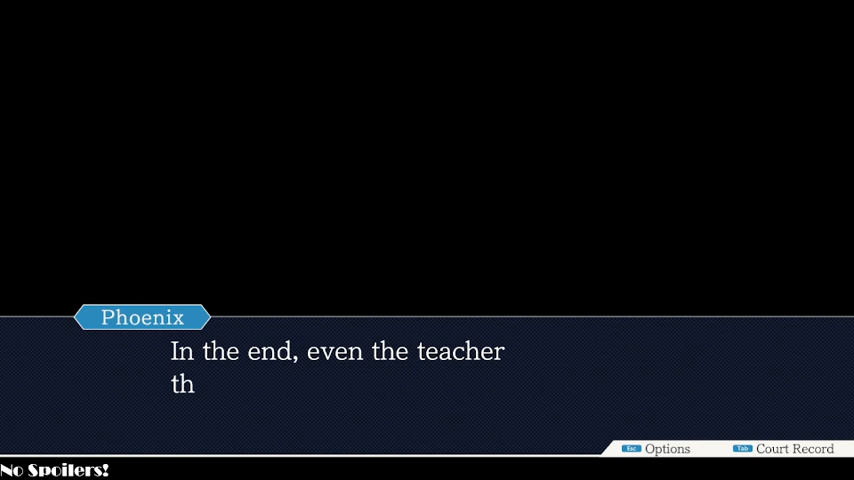 Phoenix
In the end, even the teacher
th
Esc Options Tab Court Record
No Spoilers!